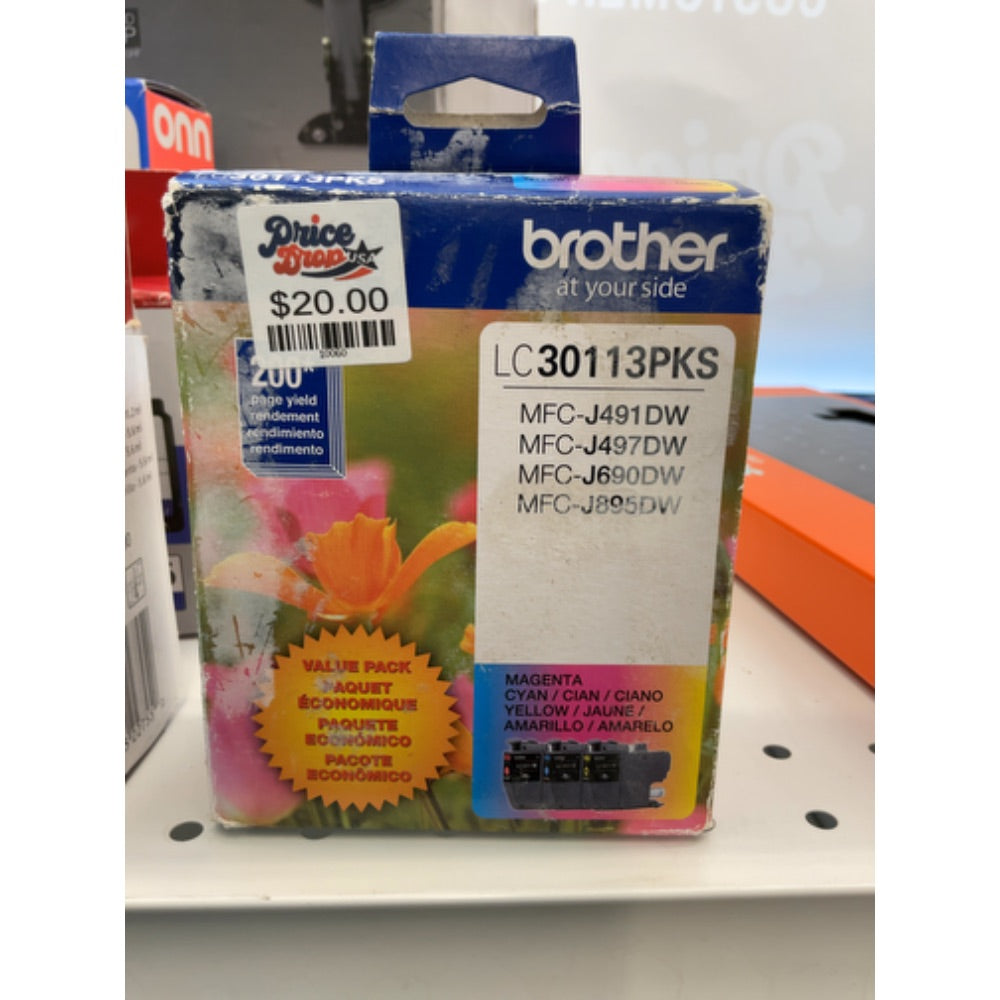 onn
LC30113PKS
Price
Drop USA
$20.00
10060
brother
at your side
200*
page yield
rendement
rendimiento
rendimento
LC30113PKS
MFC-J491DW
MFC-J497DW
MFC-J690DW
MFC-J895DW
VALUE PACK
PAQUET
ÉCONOMIQUE
PAQUETE
ECONÓMICO
PACOTE
ECONÔMICO
MAGENTA
CYAN / CIAN / CIANO
YELLOW / JAUNE /
AMARILLO / AMARELO